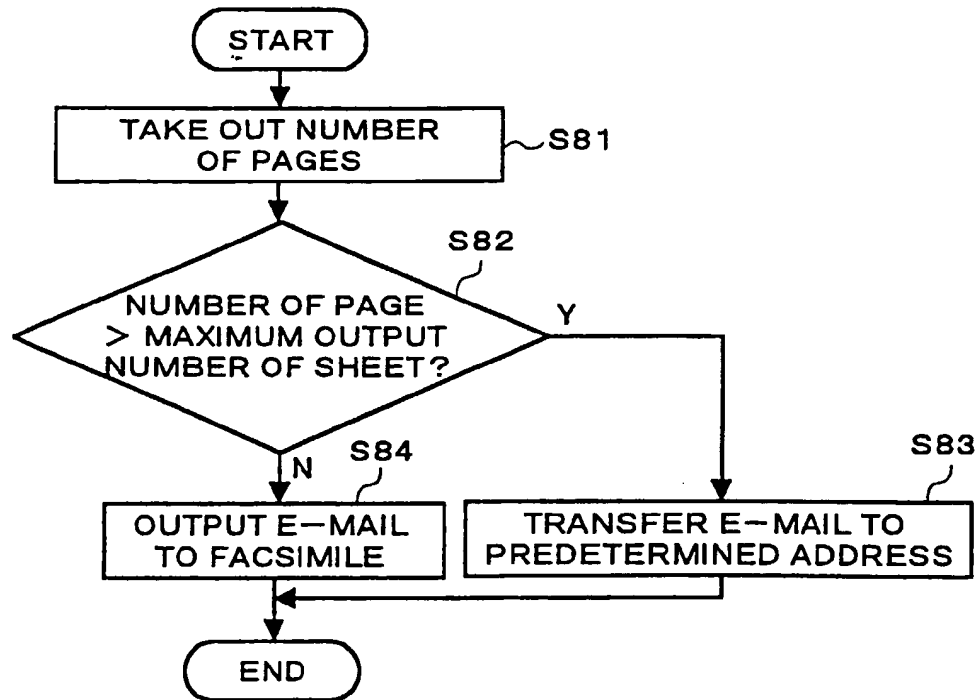 START
TAKE OUT NUMBER
OF PAGES
S81
S82
NUMBER OF PAGE
> MAXIMUM OUTPUT
NUMBER OF SHEET?
Y
N
S84
S83
OUTPUT E-MAIL
TO FACSIMILE
TRANSFER E-MAIL TO
PREDETERMINED ADDRESS
END